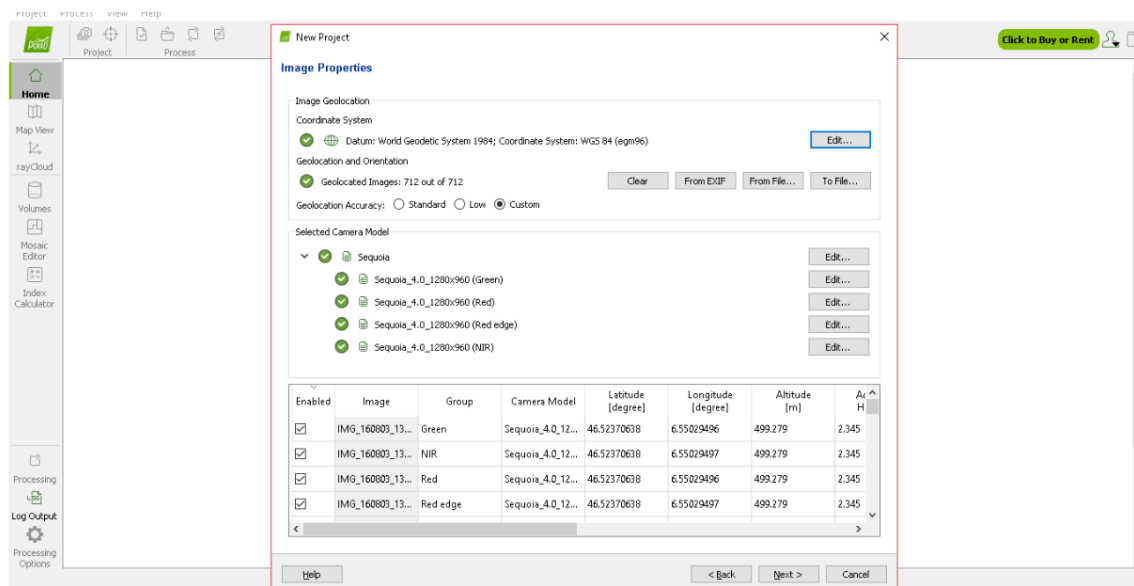 Project Process View Help
Project
Process
Click to Buy or Rent
Home
Map View
rayCloud
Volumes
Mosaic
Editor
Index
Calculator
Processing
Log Output
Processing
Options
New Project
Image Properties
Image Geolocation
Coordinate System
Datum: World Geodetic System 1984; Coordinate System: WGS 84 (egm96) Edit...
Geolocation and Orientation
Geolocated Images: 712 out of 712 Clear From EXIF From File... To File...
Geolocation Accuracy: Standard Low Custom
Selected Camera Model
Sequoia Edit...
Sequoia_4.0_1280x960 (Green) Edit...
Sequoia_4.0_1280x960 (Red) Edit...
Sequoia_4.0_1280x960 (Red edge) Edit...
Sequoia_4.0_1280x960 (NIR) Edit...
Enabled Image Group Camera Model Latitude [degree] Longitude [degree] Altitude [m]
IMG_160803_13... Green Sequoia_4.0_12... 46.52370638 6.55029496 499.279 2.345
IMG_160803_13... NIR Sequoia_4.0_12... 46.52370638 6.55029497 499.279 2.345
IMG_160803_13... Red Sequoia_4.0_12... 46.52370638 6.55029496 499.279 2.345
IMG_160803_13... Red edge Sequoia_4.0_12... 46.52370638 6.55029497 499.279 2.345
Help < Back Next > Cancel